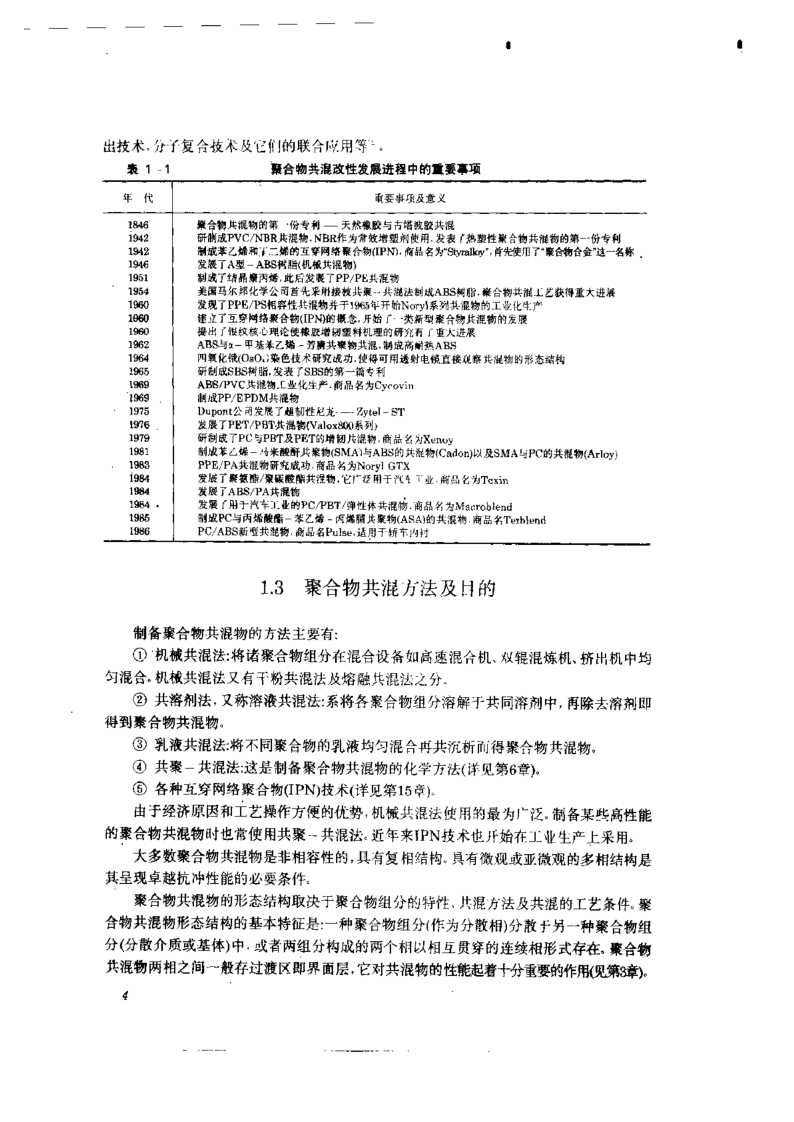 出技术,分子复合技术及它们的联合应用等。
表 1-1 聚合物共混改性发展进程中的重要事项
年 代 重要事项及意义
1846 聚合物共混物的第一份专利——天然橡胶与古塔波胶共混
1942 研制成PVC/NBR共混物,NBR作为常效增塑剂使用,发表了热塑性聚合物共混物的第一份专利
1942 制成苯乙烯和丁二烯的互穿网络聚合物(IPN),商品名为"Styralloy",首先使用了"聚合物合金"这一名称
1946 发展了A型-ABS树脂(机械共混物)
1951 制成了结晶聚丙烯,此后发展了PP/PE共混物
1954 美国马尔邦化学公司首先采用接枝共聚-共混法制成ABS树脂,聚合物共混工艺获得重大进展
1960 发现了PPE/PS相容性共混物并于1965年开始Noryl系列共混物的工业化生产
1960 建立了互穿网络聚合物(IPN)的概念,开始了一类新型聚合物共混物的发展
1960 提出了银纹核心理论使橡胶增韧塑料机理的研究有了重大进展
1962 ABS与α-甲基苯乙烯-芳腈共聚物共混,制成高耐热ABS
1964 四氧化锇(OsO₄)染色技术研究成功,使得可用透射电镜直接观察共混物的形态结构
1965 研制成SBS树脂,发表了SBS的第一篇专利
1969 ABS/PVC共混物工业化生产,商品名为Cycovin
1969 制成PP/EPDM共混物
1975 Dupont公司发展了超韧性尼龙——Zytel-ST
1976 发展了PET/PBT共混物(Valox800系列)
1979 研制成了PC与PBT及PET的增韧共混物,商品名为Xenoy
1981 制成苯乙烯-马来酸酐共聚物(SMA)与ABS的共混物(Cadon)以及SMA与PC的共混物(Arloy)
1983 PPE/PA共混物研究成功,商品名为Noryl GTX
1984 发展了聚氨酯/聚碳酸酯共混物,它广泛用于汽车工业,商品名为Texin
1984 发展了ABS/PA共混物
1984 发展了用于汽车工业的PC/PBT/弹性体共混物,商品名为Macroblend
1985 制成PC与丙烯酸酯-苯乙烯-丙烯腈共聚物(ASA)的共混物,商品名Terblend
1986 PC/ABS新型共混物,商品名Pulse,适用于轿车内衬
1.3 聚合物共混方法及目的
制备聚合物共混物的方法主要有:
① 机械共混法:将诸聚合物组分在混合设备如高速混合机、双辊混炼机、挤出机中均
匀混合。机械共混法又有干粉共混法及熔融共混法之分。
② 共溶剂法,又称溶液共混法:系将各聚合物组分溶解于共同溶剂中,再除去溶剂即
得到聚合物共混物。
③ 乳液共混法:将不同聚合物的乳液均匀混合再共沉析而得聚合物共混物。
④ 共聚-共混法:这是制备聚合物共混物的化学方法(详见第6章)。
⑤ 各种互穿网络聚合物(IPN)技术(详见第15章)。
由于经济原因和工艺操作方便的优势,机械共混法使用的最为广泛。制备某些高性能
的聚合物共混物时也常使用共聚-共混法。近年来IPN技术也开始在工业生产上采用。
大多数聚合物共混物是非相容性的,具有复相结构。具有微观或亚微观的多相结构是
其呈现卓越抗冲性能的必要条件。
聚合物共混物的形态结构取决于聚合物组分的特性、共混方法及共混的工艺条件。聚
合物共混物形态结构的基本特征是:一种聚合物组分(作为分散相)分散于另一种聚合物组
分(分散介质或基体)中,或者两组分构成的两个相以相互贯穿的连续相形式存在。聚合物
共混物两相之间一般存过渡区即界面层,它对共混物的性能起着十分重要的作用(见第3章)。
4